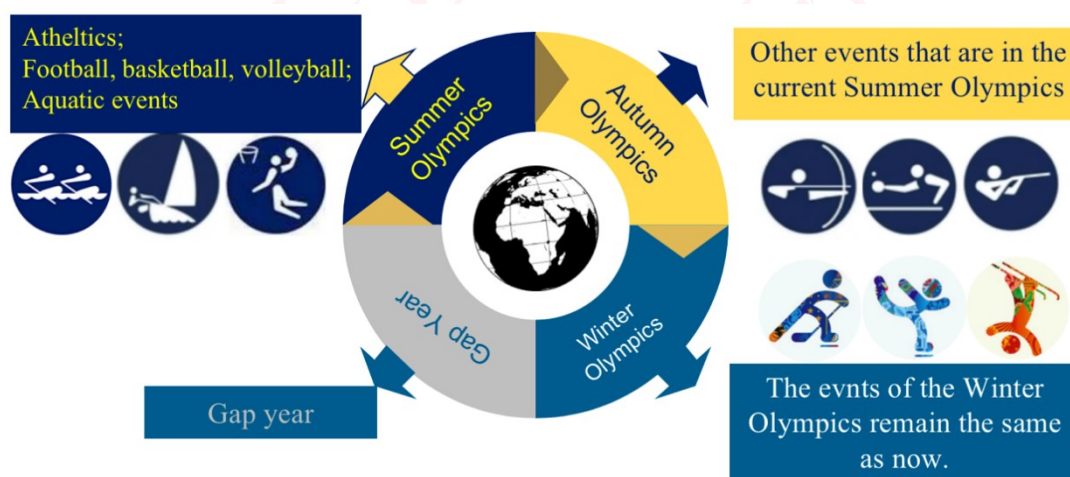 Atheltics;
Football, basketball, volleyball;
Aquatic events
Summer
Olympics
Autumn
Olympics
Other events that are in the
current Summer Olympics
Gap Year
Winter
Olympics
Gap year
The evnts of the Winter
Olympics remain the same
as now.